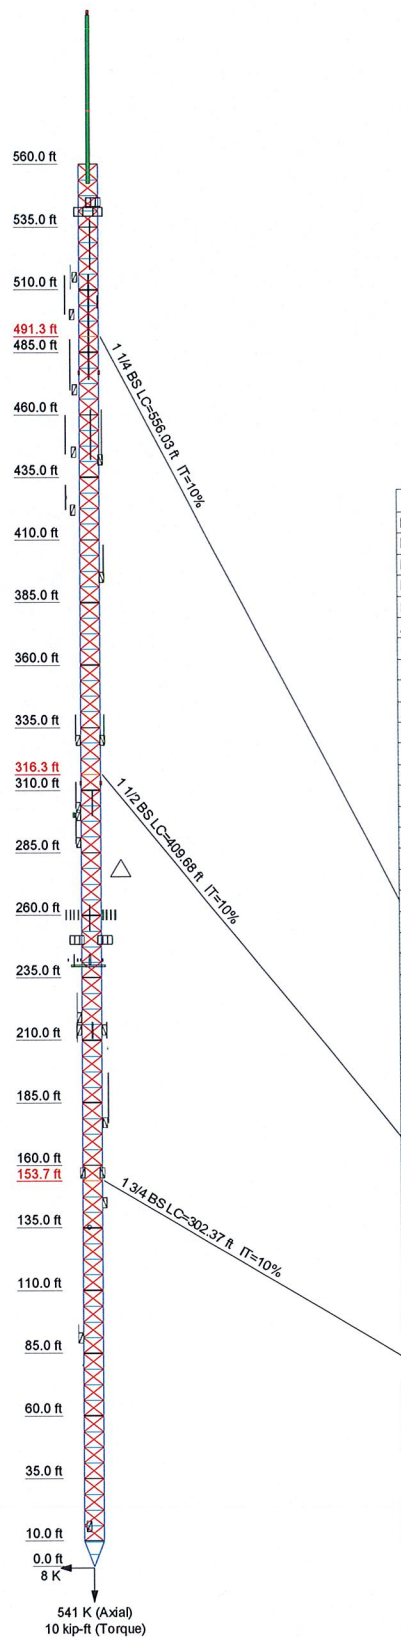 560.0 ft
535.0 ft
510.0 ft
491.3 ft
485.0 ft
1 1/4 BS LC=556.03 ft IT=10%
460.0 ft
435.0 ft
410.0 ft
385.0 ft
360.0 ft
335.0 ft
316.3 ft
310.0 ft
1 1/2 BS LC=409.68 ft IT=10%
285.0 ft
260.0 ft
235.0 ft
210.0 ft
185.0 ft
160.0 ft
153.7 ft
1 3/4 BS LC=302.37 ft IT=10%
135.0 ft
110.0 ft
85.0 ft
60.0 ft
35.0 ft
10.0 ft
0.0 ft
8 K
541 K (Axial)
10 kip-ft (Torque)